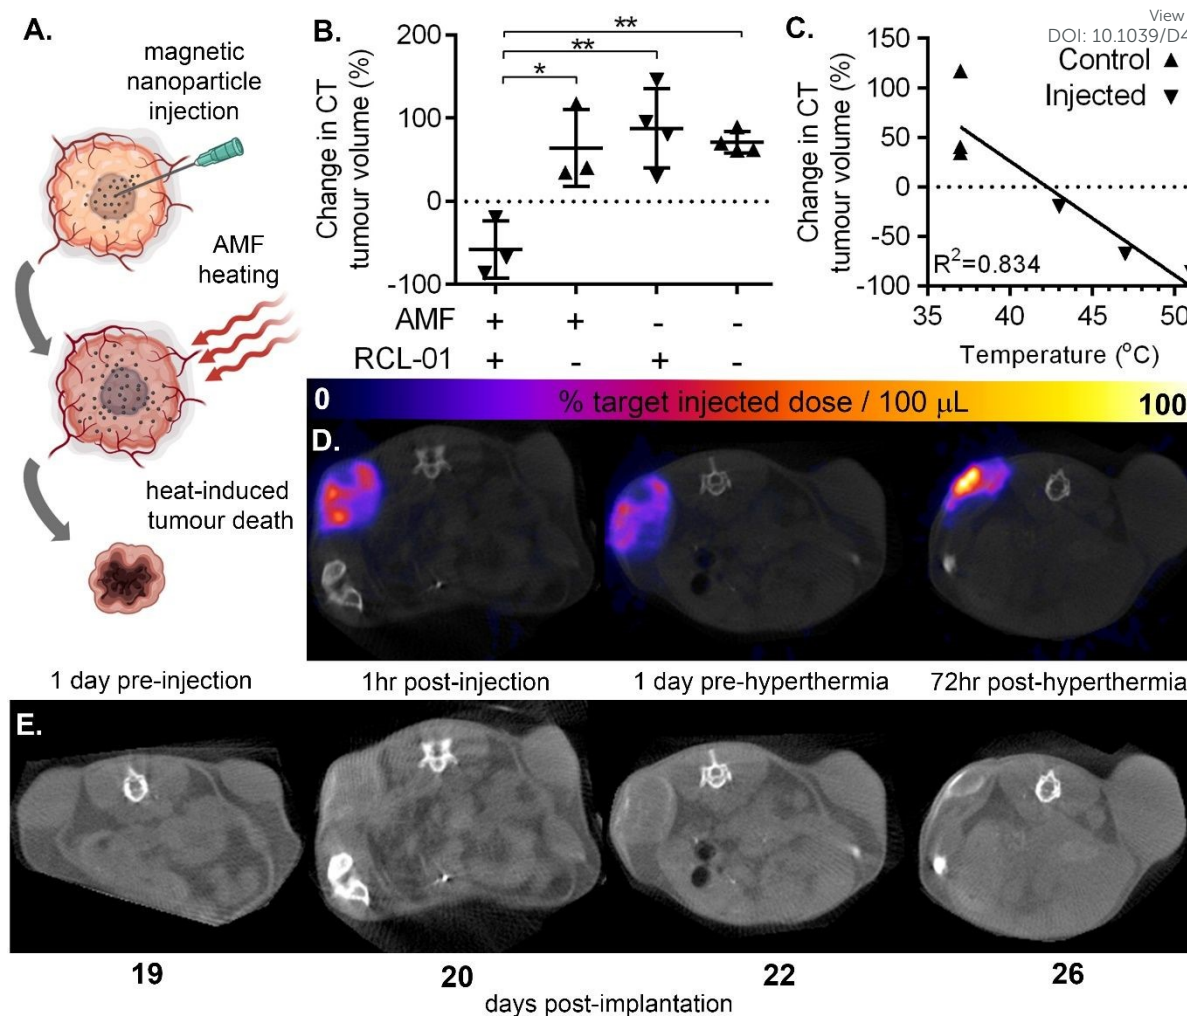 A.
magnetic
nanoparticle
injection
AMF
heating
heat-induced
tumour death
B.
Change in CT
tumour volume (%)
200
100
0
-100
**
**
*
AMF + + - -
RCL-01 + - + -
C.
View
DOI: 10.1039/D4
Change in CT
tumour volume (%)
150
100
50
0
-50
-100
Control ▲
Injected ▼
R²=0.834
35 40 45 50
Temperature (°C)
0 % target injected dose / 100 µL 100
D.
1 day pre-injection 1hr post-injection 1 day pre-hyperthermia 72hr post-hyperthermia
E.
19 20 22 26
days post-implantation